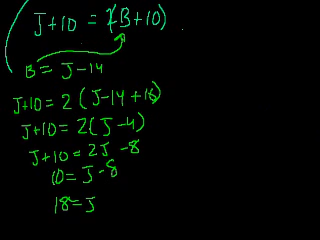 J+10 = 2(B+10)
B = J-14
J+10 = 2(J-14+10)
J+10 = 2(J-4)
J+10 = 2J-8
10 = J-8
18 = J